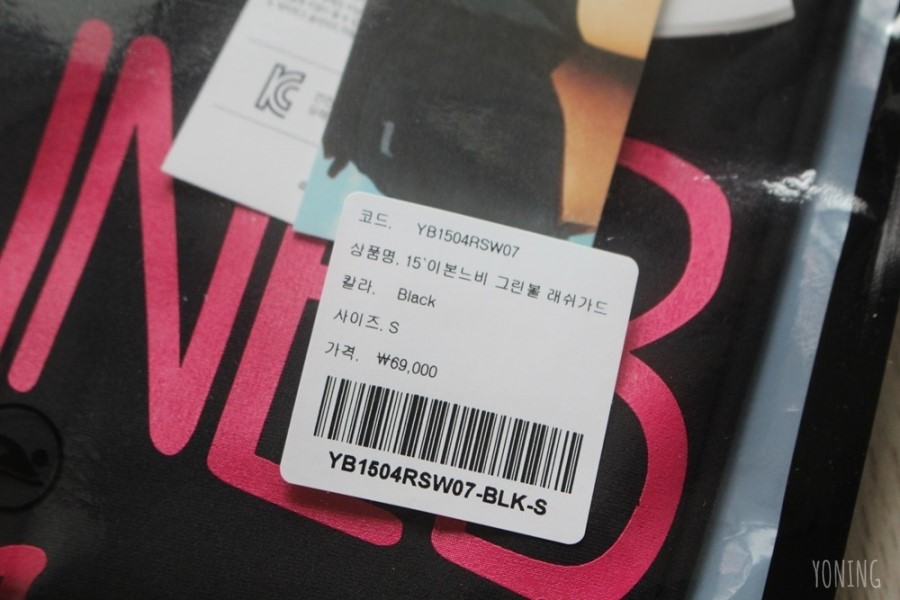 코드. YB1504RSW07
상품명. 15`이본느비 그린볼 래쉬가드
칼라. Black
사이즈. S
가격. ₩69,000
YB1504RSW07-BLK-S
YONING